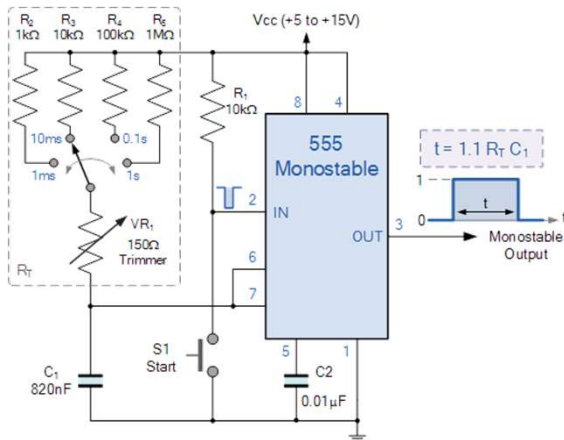 R2 R3 R4 R5
1kΩ 10kΩ 100kΩ 1MΩ
Vcc (+5 to +15V)
R1
10kΩ
8 4
10ms 0.1s
1ms 1s
555
Monostable
t = 1.1 RT C1
2
IN
1
0
t
t
3
OUT
Monostable
Output
VR1
150Ω
Trimmer
RT
6
7
S1
Start
5 1
C1
820nF
C2
0.01µF